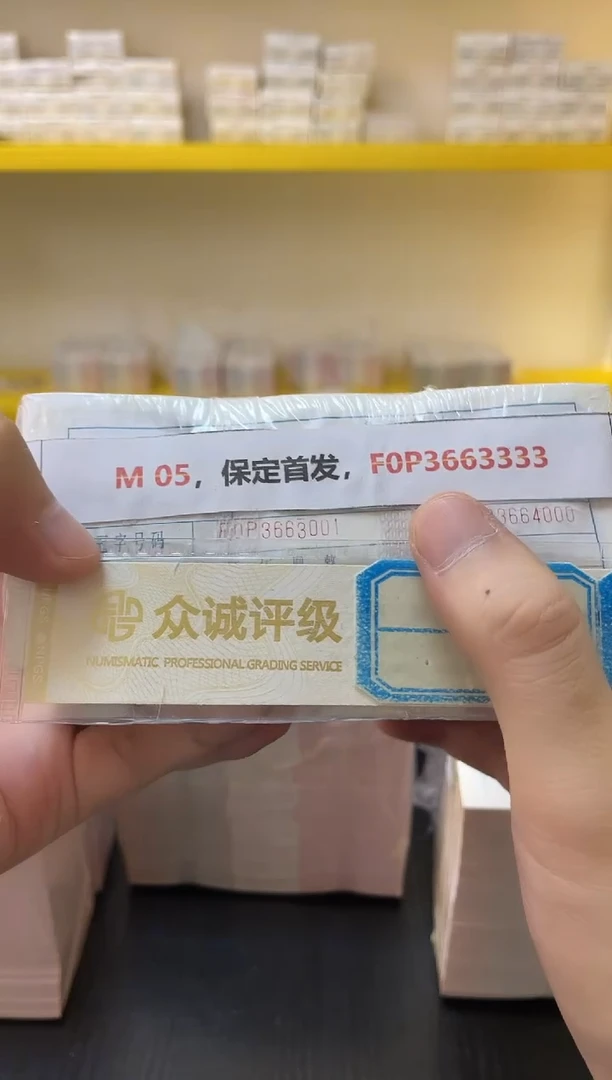 M 05, 保定首发, F0P3663333
字号码 F0P3663001 3664000
众诚评级
NUMISMATIC PROFESSIONAL GRADING SERVICE